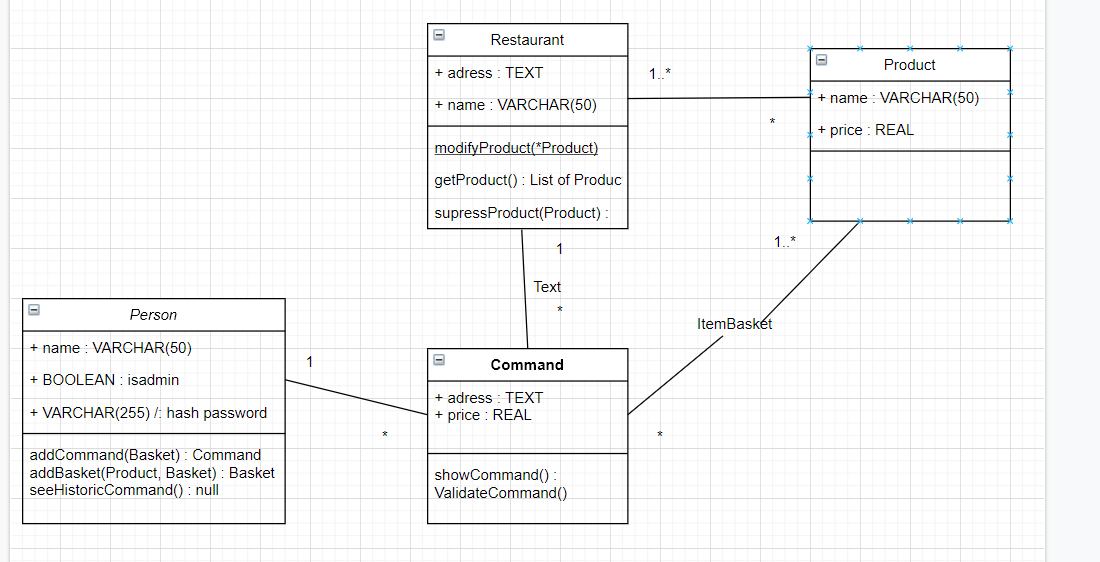 Restaurant
+ adress : TEXT
+ name : VARCHAR(50)
modifyProduct(*Product)
getProduct() : List of Produc
supressProduct(Product) :
1..*
*
Product
+ name : VARCHAR(50)
+ price : REAL
1..*
1
Text
*
ItemBasket
Person
+ name : VARCHAR(50)
+ BOOLEAN : isadmin
+ VARCHAR(255) /: hash password
addCommand(Basket) : Command
addBasket(Product, Basket) : Basket
seeHistoricCommand() : null
1
*
Command
+ adress : TEXT
+ price : REAL
showCommand() :
ValidateCommand()
*